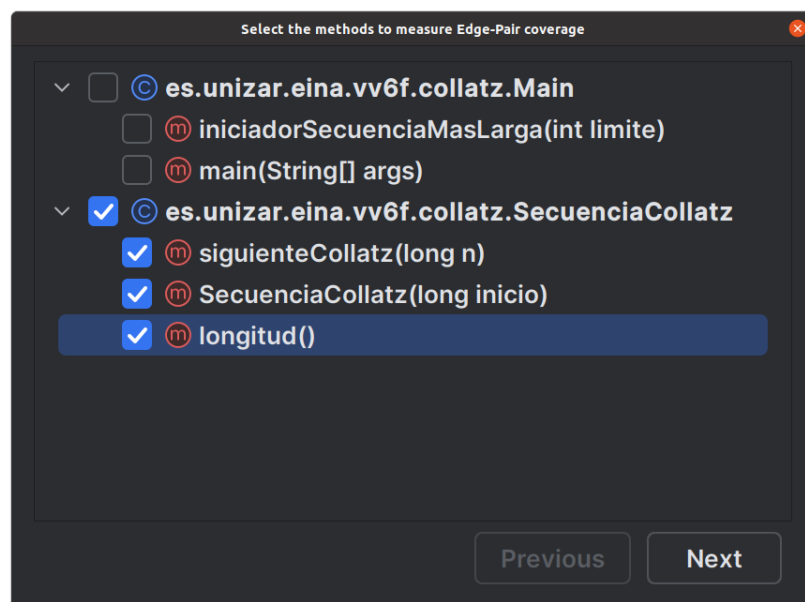 Select the methods to measure Edge-Pair coverage
C es.unizar.eina.vv6f.collatz.Main
m iniciadorSecuenciaMasLarga(int limite)
m main(String[] args)
C es.unizar.eina.vv6f.collatz.SecuenciaCollatz
m siguienteCollatz(long n)
m SecuenciaCollatz(long inicio)
m longitud()
Previous Next